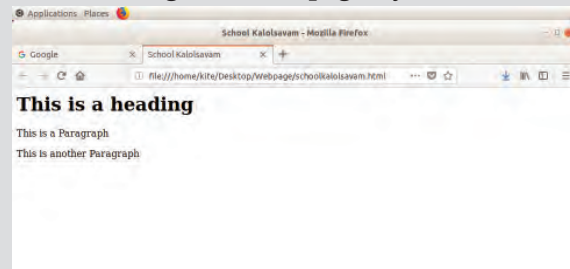 Applications Places
School Kalolsavam - Mozilla Firefox
Google
School Kalolsavam
file:///home/kite/Desktop/Webpage/schoolkalolsavam.html
This is a heading
This is a Paragraph
This is another Paragraph